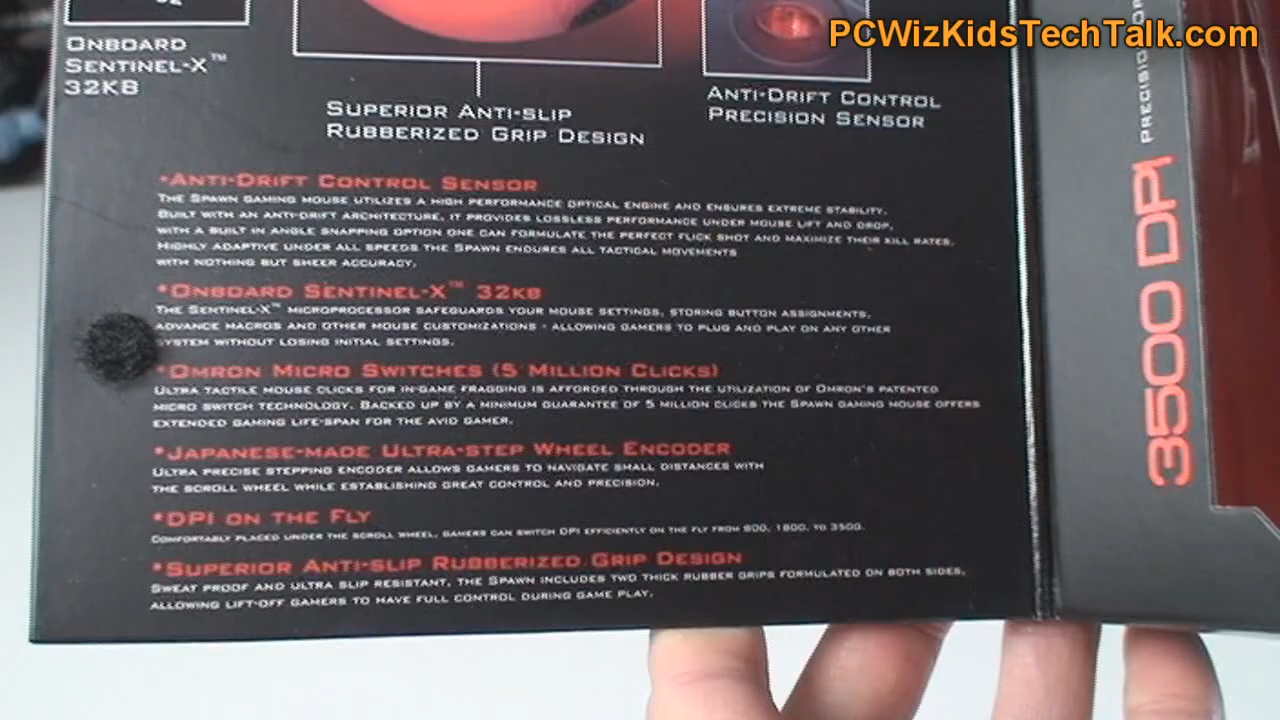 PCWizKidsTechTalk.com
ONBOARD
SENTINEL-X™
32KB
SUPERIOR ANTI-SLIP
RUBBERIZED GRIP DESIGN
ANTI-DRIFT CONTROL
PRECISION SENSOR
•ANTI-DRIFT CONTROL SENSOR
THE SPAWN GAMING MOUSE UTILIZES A HIGH PERFORMANCE OPTICAL ENGINE AND ENSURES EXTREME STABILITY.
BUILT WITH AN ANTI-DRIFT ARCHITECTURE, IT PROVIDES LOSSLESS PERFORMANCE UNDER MOUSE LIFT AND DROP,
WITH A BUILT IN ANGLE SNAPPING OPTION ONE CAN FORMULATE THE PERFECT FLICK SHOT AND MAXIMIZE THEIR KILL RATES.
HIGHLY ADAPTIVE UNDER ALL SPEEDS THE SPAWN ENDURES ALL TACTICAL MOVEMENTS
WITH NOTHING BUT SHEER ACCURACY.
•ONBOARD SENTINEL-X™ 32KB
THE SENTINEL-X™ MICROPROCESSOR SAFEGUARDS YOUR MOUSE SETTINGS, STORING BUTTON ASSIGNMENTS,
ADVANCE MACROS AND OTHER MOUSE CUSTOMIZATIONS - ALLOWING GAMERS TO PLUG AND PLAY ON ANY OTHER
SYSTEM WITHOUT LOSING INITIAL SETTINGS.
•OMRON MICRO SWITCHES (5 MILLION CLICKS)
ULTRA TACTILE MOUSE CLICKS FOR IN-GAME FRAGGING IS AFFORDED THROUGH THE UTILIZATION OF OMRON'S PATENTED
MICRO SWITCH TECHNOLOGY. BACKED UP BY A MINIMUM GUARANTEE OF 5 MILLION CLICKS THE SPAWN GAMING MOUSE OFFERS
EXTENDED GAMING LIFE-SPAN FOR THE AVID GAMER.
•JAPANESE-MADE ULTRA-STEP WHEEL ENCODER
ULTRA PRECISE STEPPING ENCODER ALLOWS GAMERS TO NAVIGATE SMALL DISTANCES WITH
THE SCROLL WHEEL WHILE ESTABLISHING GREAT CONTROL AND PRECISION.
•DPI ON THE FLY
COMFORTABLY PLACED UNDER THE SCROLL WHEEL, GAMERS CAN SWITCH DPI EFFICIENTLY ON THE FLY FROM 800, 1800, TO 3500.
•SUPERIOR ANTI-SLIP RUBBERIZED GRIP DESIGN
SWEAT PROOF AND ULTRA SLIP RESISTANT, THE SPAWN INCLUDES TWO THICK RUBBER GRIPS FORMULATED ON BOTH SIDES,
ALLOWING LIFT-OFF GAMERS TO HAVE FULL CONTROL DURING GAME PLAY.
3500 DPI